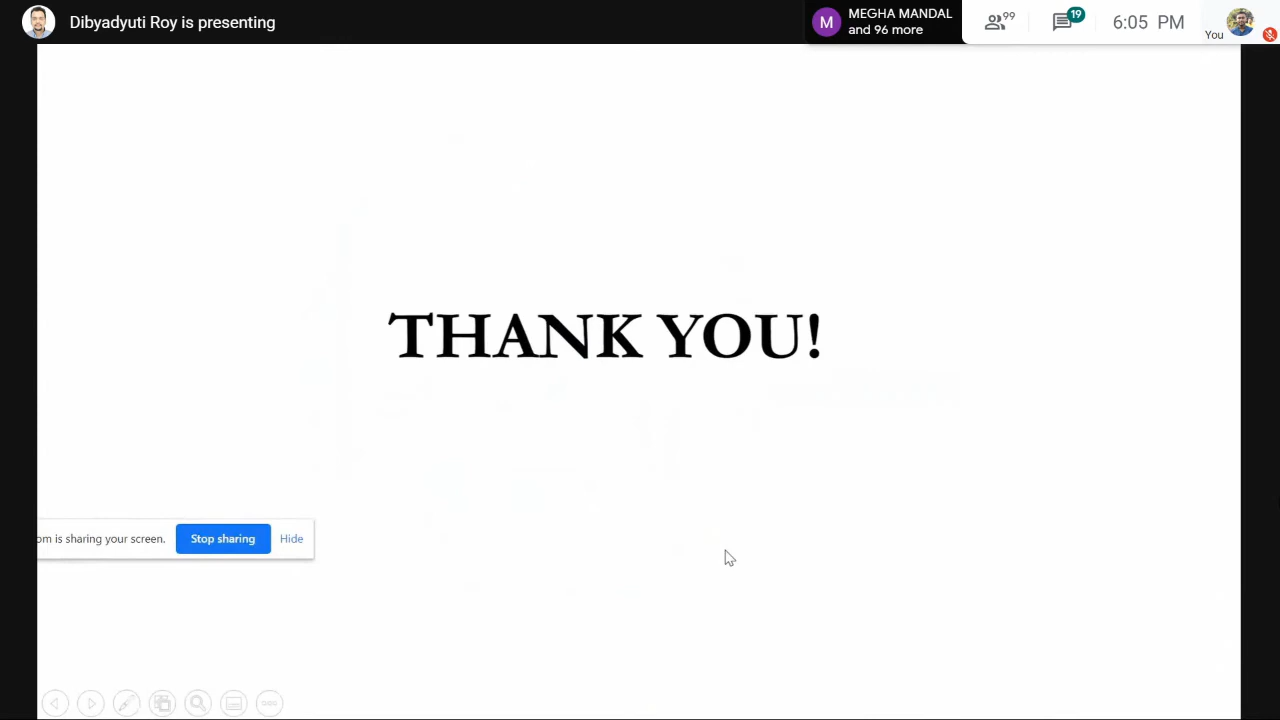 Dibyadyuti Roy is presenting
M
MEGHA MANDAL
and 96 more
99
19
6:05 PM
You
THANK YOU!
om is sharing your screen.
Stop sharing
Hide